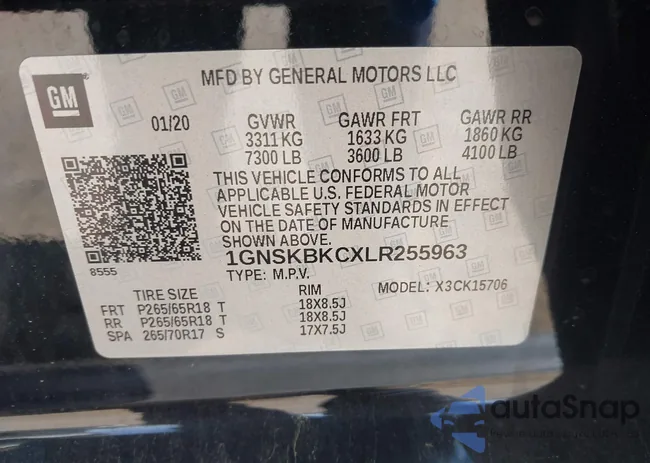 GM
MFD BY GENERAL MOTORS LLC
01/20 GVWR GAWR FRT GAWR RR
3311 KG 1633 KG 1860 KG
7300 LB 3600 LB 4100 LB
THIS VEHICLE CONFORMS TO ALL
APPLICABLE U.S. FEDERAL MOTOR
VEHICLE SAFETY STANDARDS IN EFFECT
ON THE DATE OF MANUFACTURE.
1GNSKBKCXLR255963
8555 TYPE: M.P.V. MODEL: X3CK15706
TIRE SIZE RIM
FRT P265/65R18 T 18X8.5J
RR P265/65R18 T 18X8.5J
SPA 265/70R17 S 17X7.5J
autoSnap